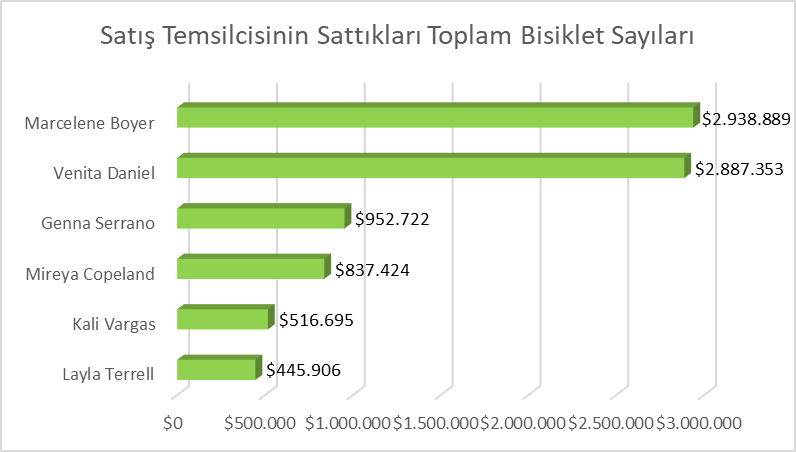 Satış Temsilcisinin Sattıkları Toplam Bisiklet Sayıları
Marcelene Boyer $2.938.889
Venita Daniel $2.887.353
Genna Serrano $952.722
Mireya Copeland $837.424
Kali Vargas $516.695
Layla Terrell $445.906
$0 $500.000 $1.000.000 $1.500.000 $2.000.000 $2.500.000 $3.000.000